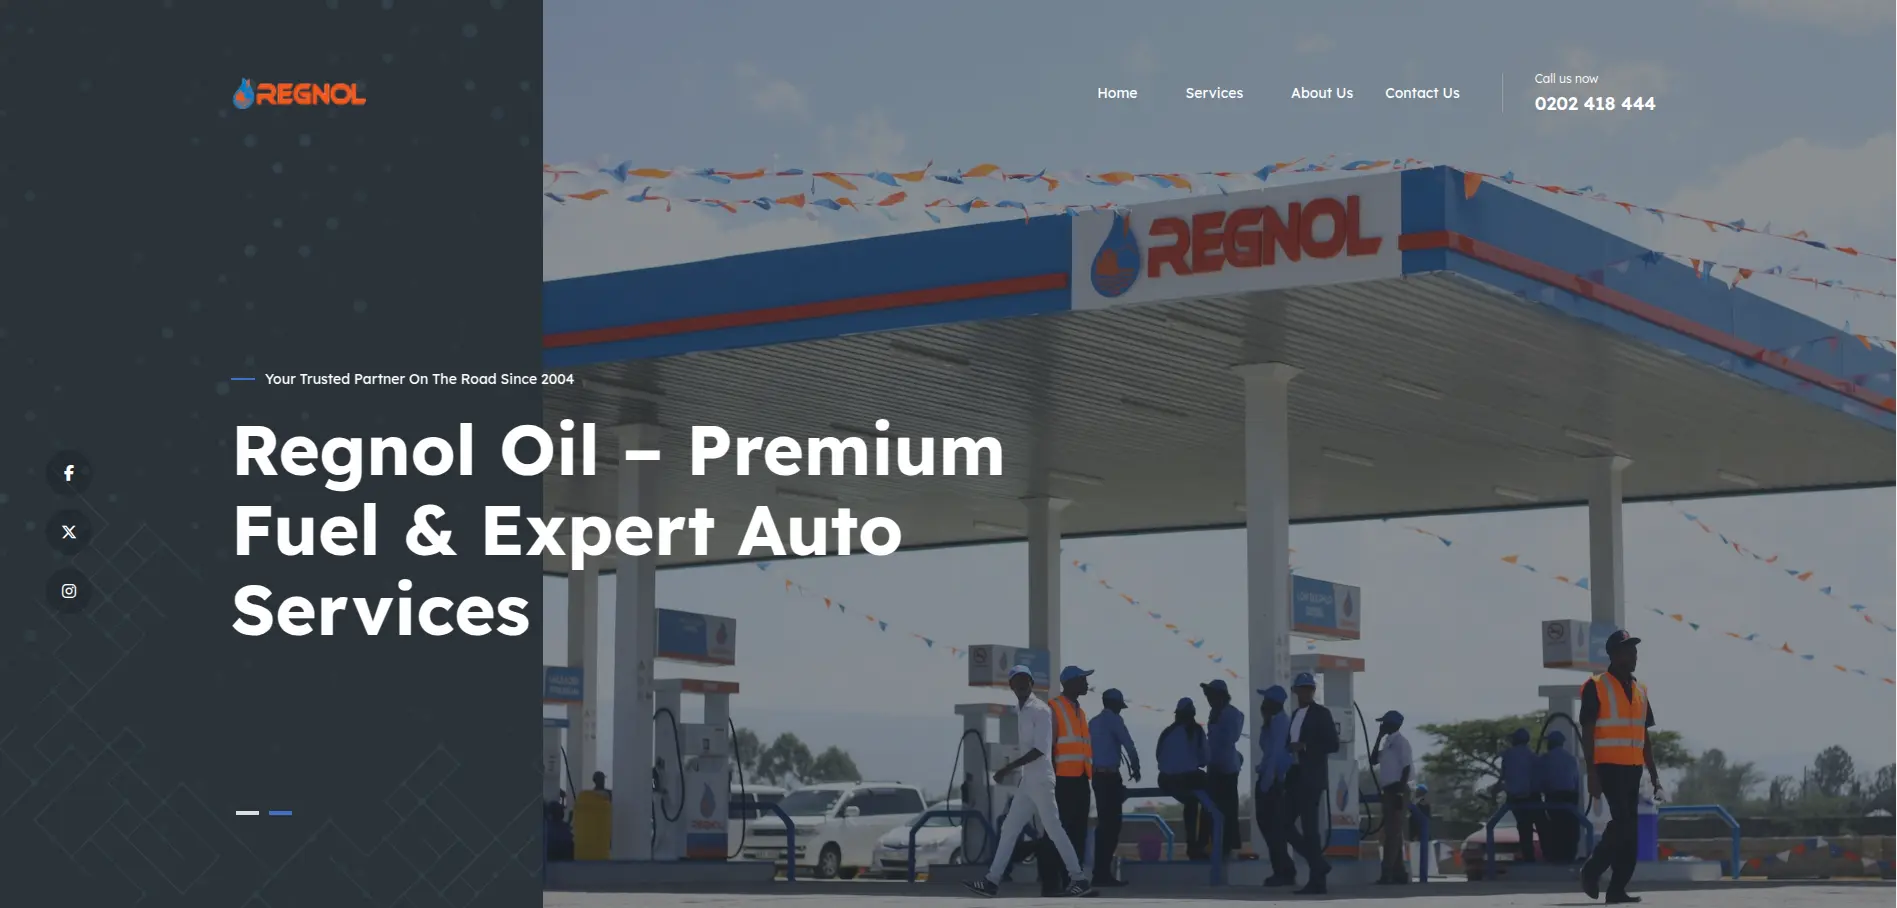 REGNOL
Home
Services
About Us
Contact Us
Call us now
0202 418 444
REGNOL
Your Trusted Partner On The Road Since 2004
Regnol Oil – Premium
Fuel & Expert Auto
Services
REGNOL